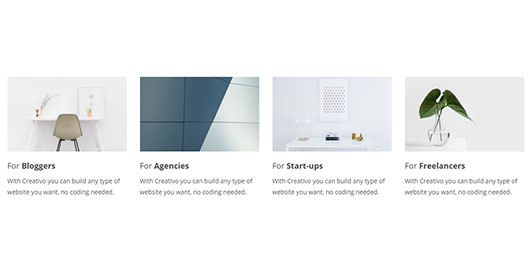 For Bloggers
With Creativo you can build any type of
website you want, no coding needed.
For Agencies
With Creativo you can build any type of
website you want, no coding needed.
For Start-ups
With Creativo you can build any type of
website you want, no coding needed.
For Freelancers
With Creativo you can build any type of
website you want, no coding needed.